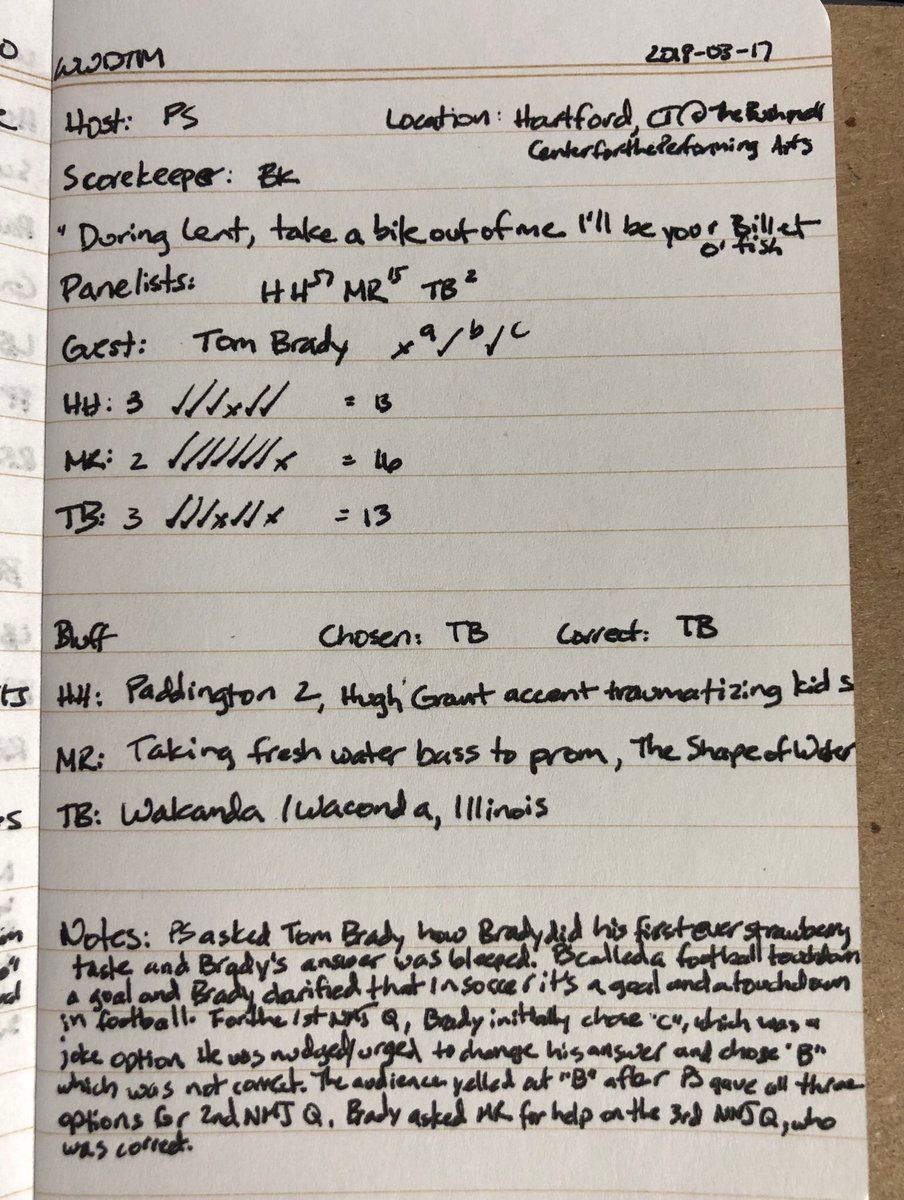 WWDTM 2018-03-17
Host: PS Location: Hartford, CT @ The Bushnell
Center for the Performing Arts
Scorekeeper: BK
" During Lent, take a bite out of me I'll be your Billet
O' fish
Panelists: HH⁵⁷ MR¹⁵ TB²
Guest: Tom Brady ×ᵃ ✓ᵇ ✓ᶜ
HH: 3 ✓✓✓×✓✓ = 13
MR: 2 ✓✓✓✓✓✓✓× = 16
TB: 3 ✓✓✓×✓✓× = 13
Bluff Chosen: TB Correct: TB
HH: Paddington 2, Hugh Grant accent traumatizing kids
MR: Taking fresh water bass to prom, The Shape of Water
TB: Wakanda / Waconda, Illinois
Notes: PS asked Tom Brady how Brady did his first ever strawberry
taste and Brady's answer was bleeped. PS called a football touchdown
a goal and Brady clarified that in soccer it's a goal and a touchdown
in football. For the 1st NMJ Q, Brady initially chose "C", which was a
joke option. He was nudged/urged to change his answer and chose "B"
which was not correct. The audience yelled out "B" after PS gave all three
options for 2nd NMJ Q. Brady asked MR for help on the 3rd NMJ Q, who
was correct.